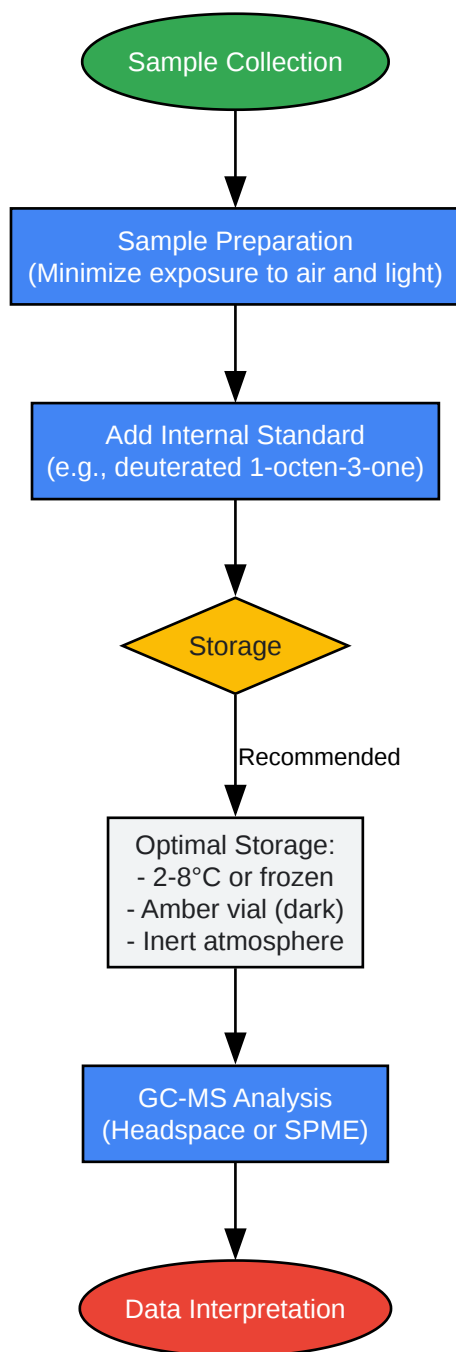 Sample Collection
Sample Preparation
(Minimize exposure to air and light)
Add Internal Standard
(e.g., deuterated 1-octen-3-one)
Storage
Recommended
Optimal Storage:
- 2-8°C or frozen
- Amber vial (dark)
- Inert atmosphere
GC-MS Analysis
(Headspace or SPME)
Data Interpretation